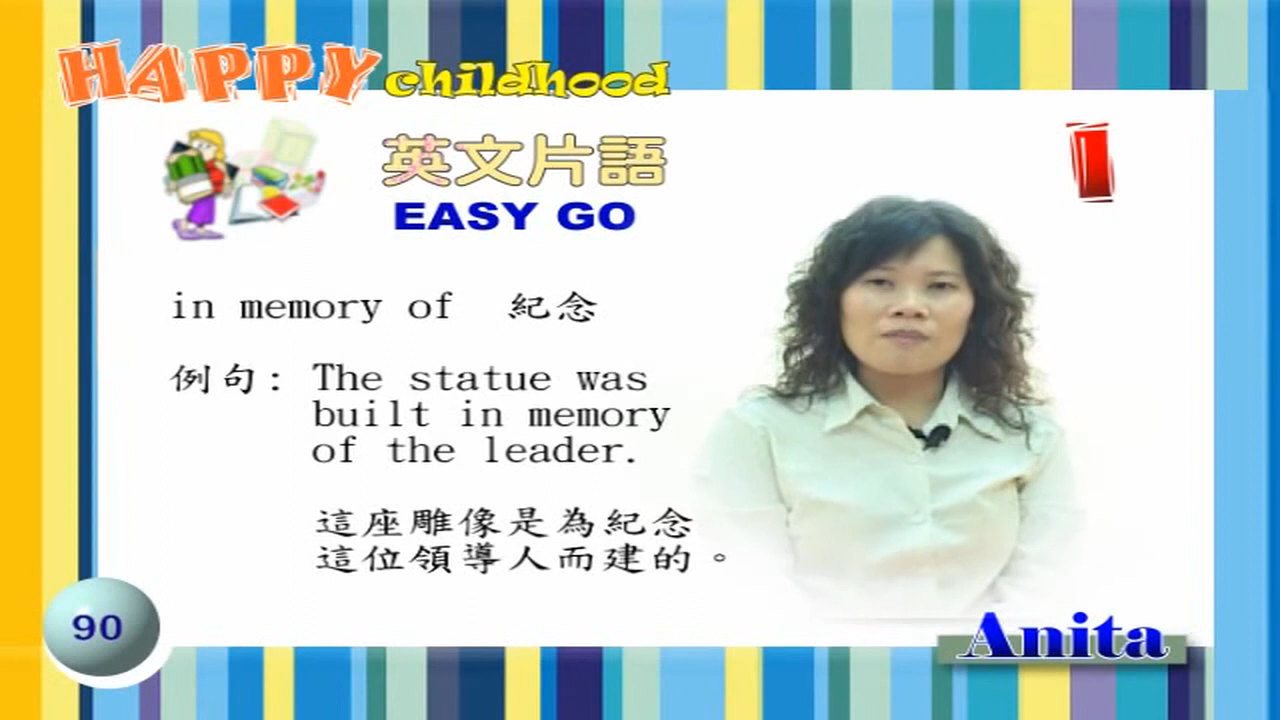 HAPPY childhood
英文片語
I
EASY GO
in memory of 紀念
例句: The statue was
built in memory
of the leader.
這座雕像是為紀念
這位領導人而建的。
90
Anita